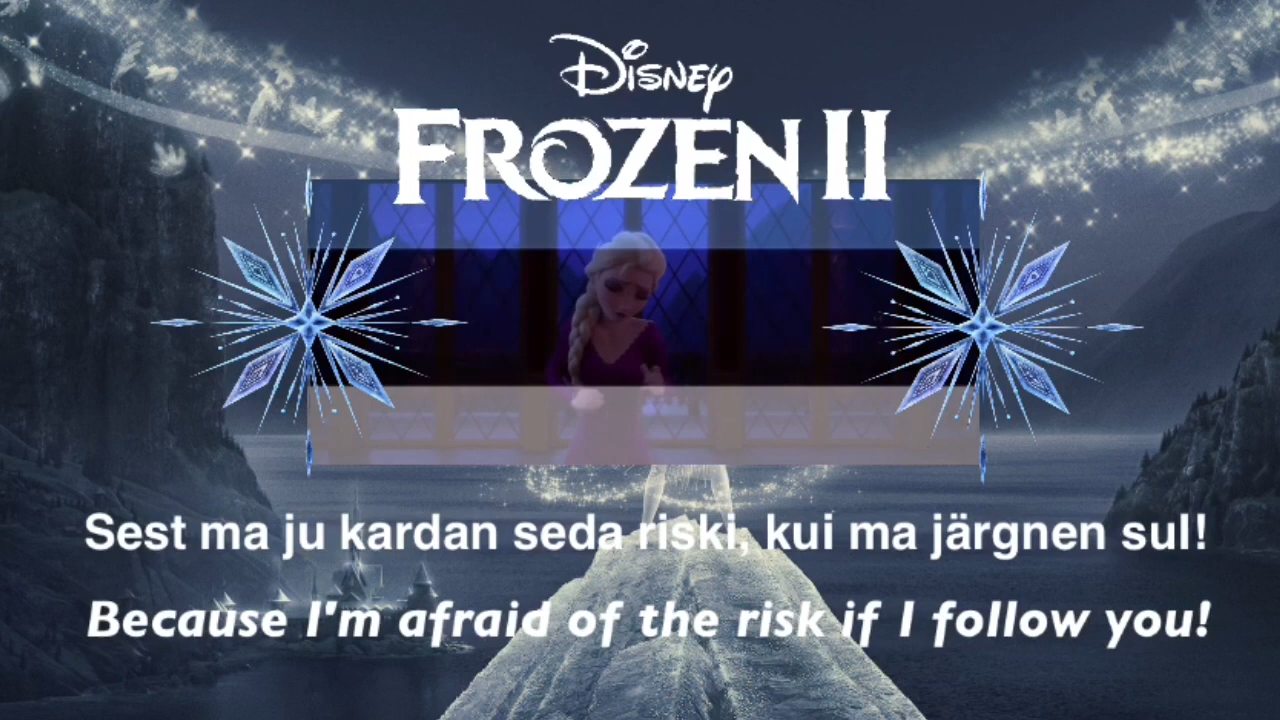 Disney
FROZEN II
Sest ma ju kardan seda riski, kui ma järgnen sul!
Because I'm afraid of the risk if I follow you!